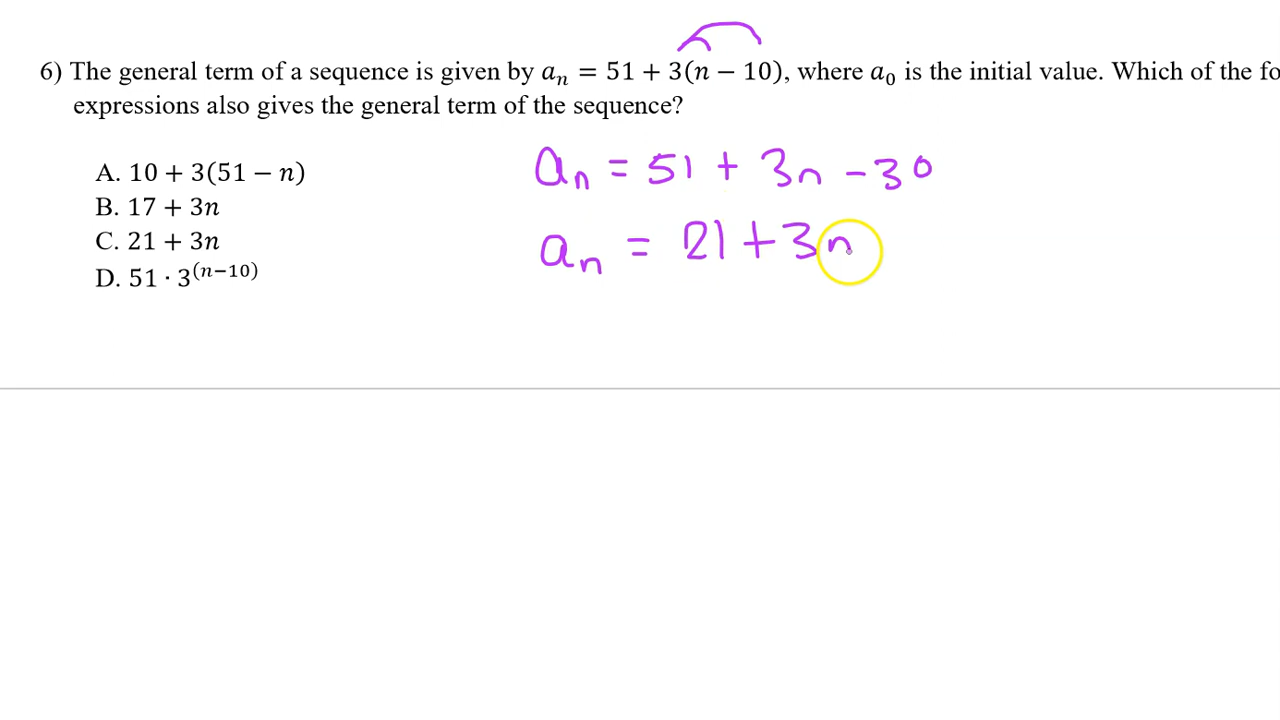 6) The general term of a sequence is given by aₙ = 51 + 3(n − 10), where a₀ is the initial value. Which of the fo
expressions also gives the general term of the sequence?
aₙ = 51 + 3n − 30
A. 10 + 3(51 − n)
B. 17 + 3n
aₙ = 21 + 3n
C. 21 + 3n
D. 51 · 3⁽ⁿ⁻¹⁰⁾